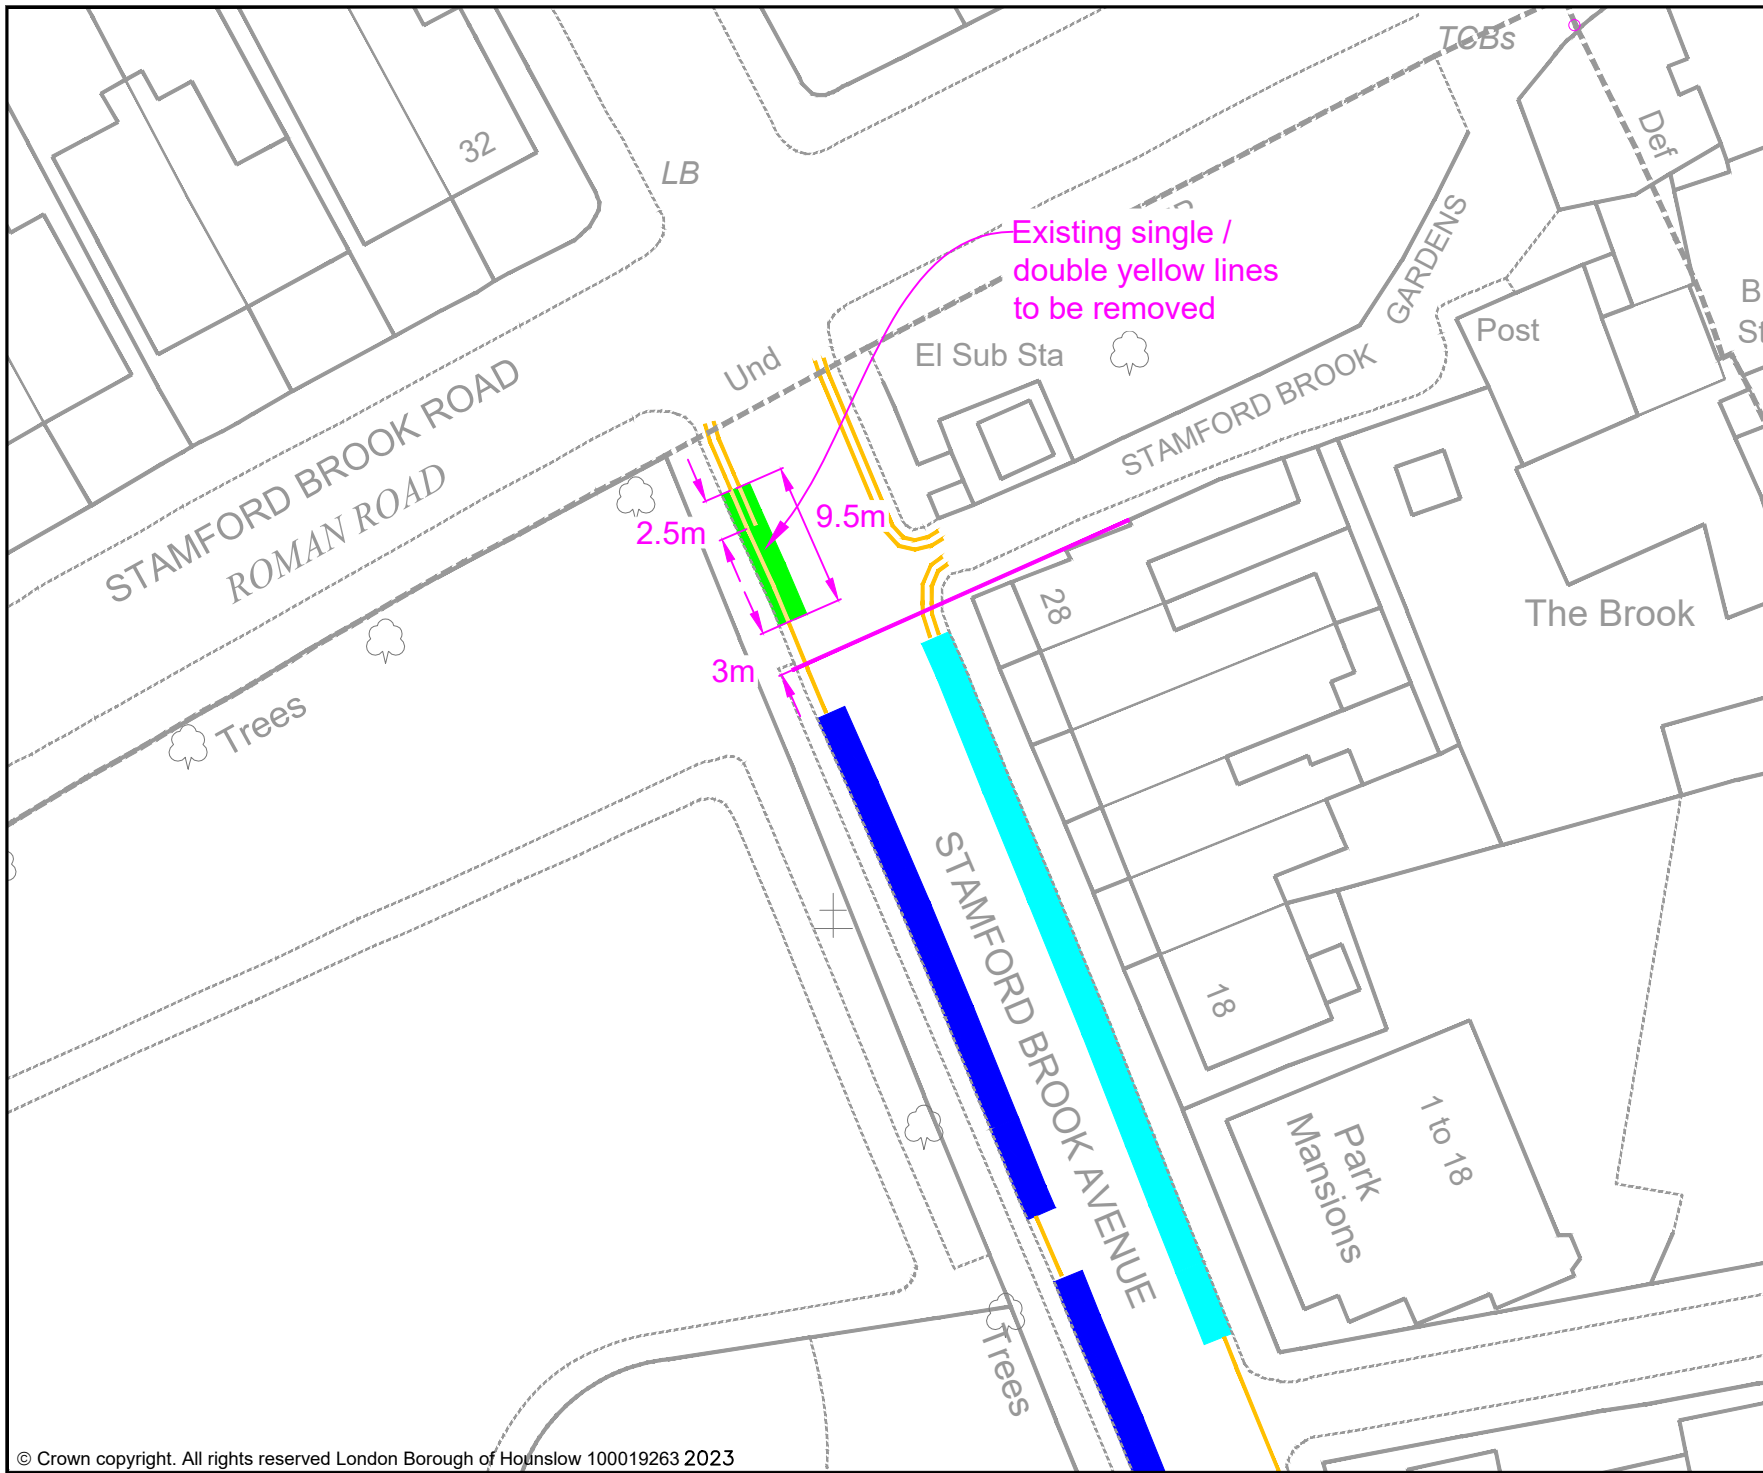 TCBs
32
LB
Def
Existing single /
double yellow lines
to be removed
GARDENS
B
St
Post
El Sub Sta
Und
STAMFORD BROOK
STAMFORD BROOK ROAD
ROMAN ROAD
2.5m
9.5m
28
The Brook
3m
Trees
STAMFORD BROOK AVENUE
18
1 to 18
Park
Mansions
Trees
© Crown copyright. All rights reserved London Borough of Hounslow 100019263 2023